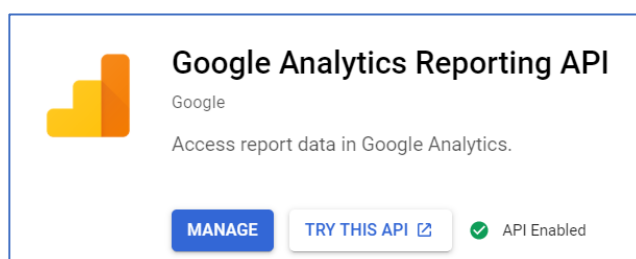 Google Analytics Reporting API
Google
Access report data in Google Analytics.
MANAGE
TRY THIS API
API Enabled